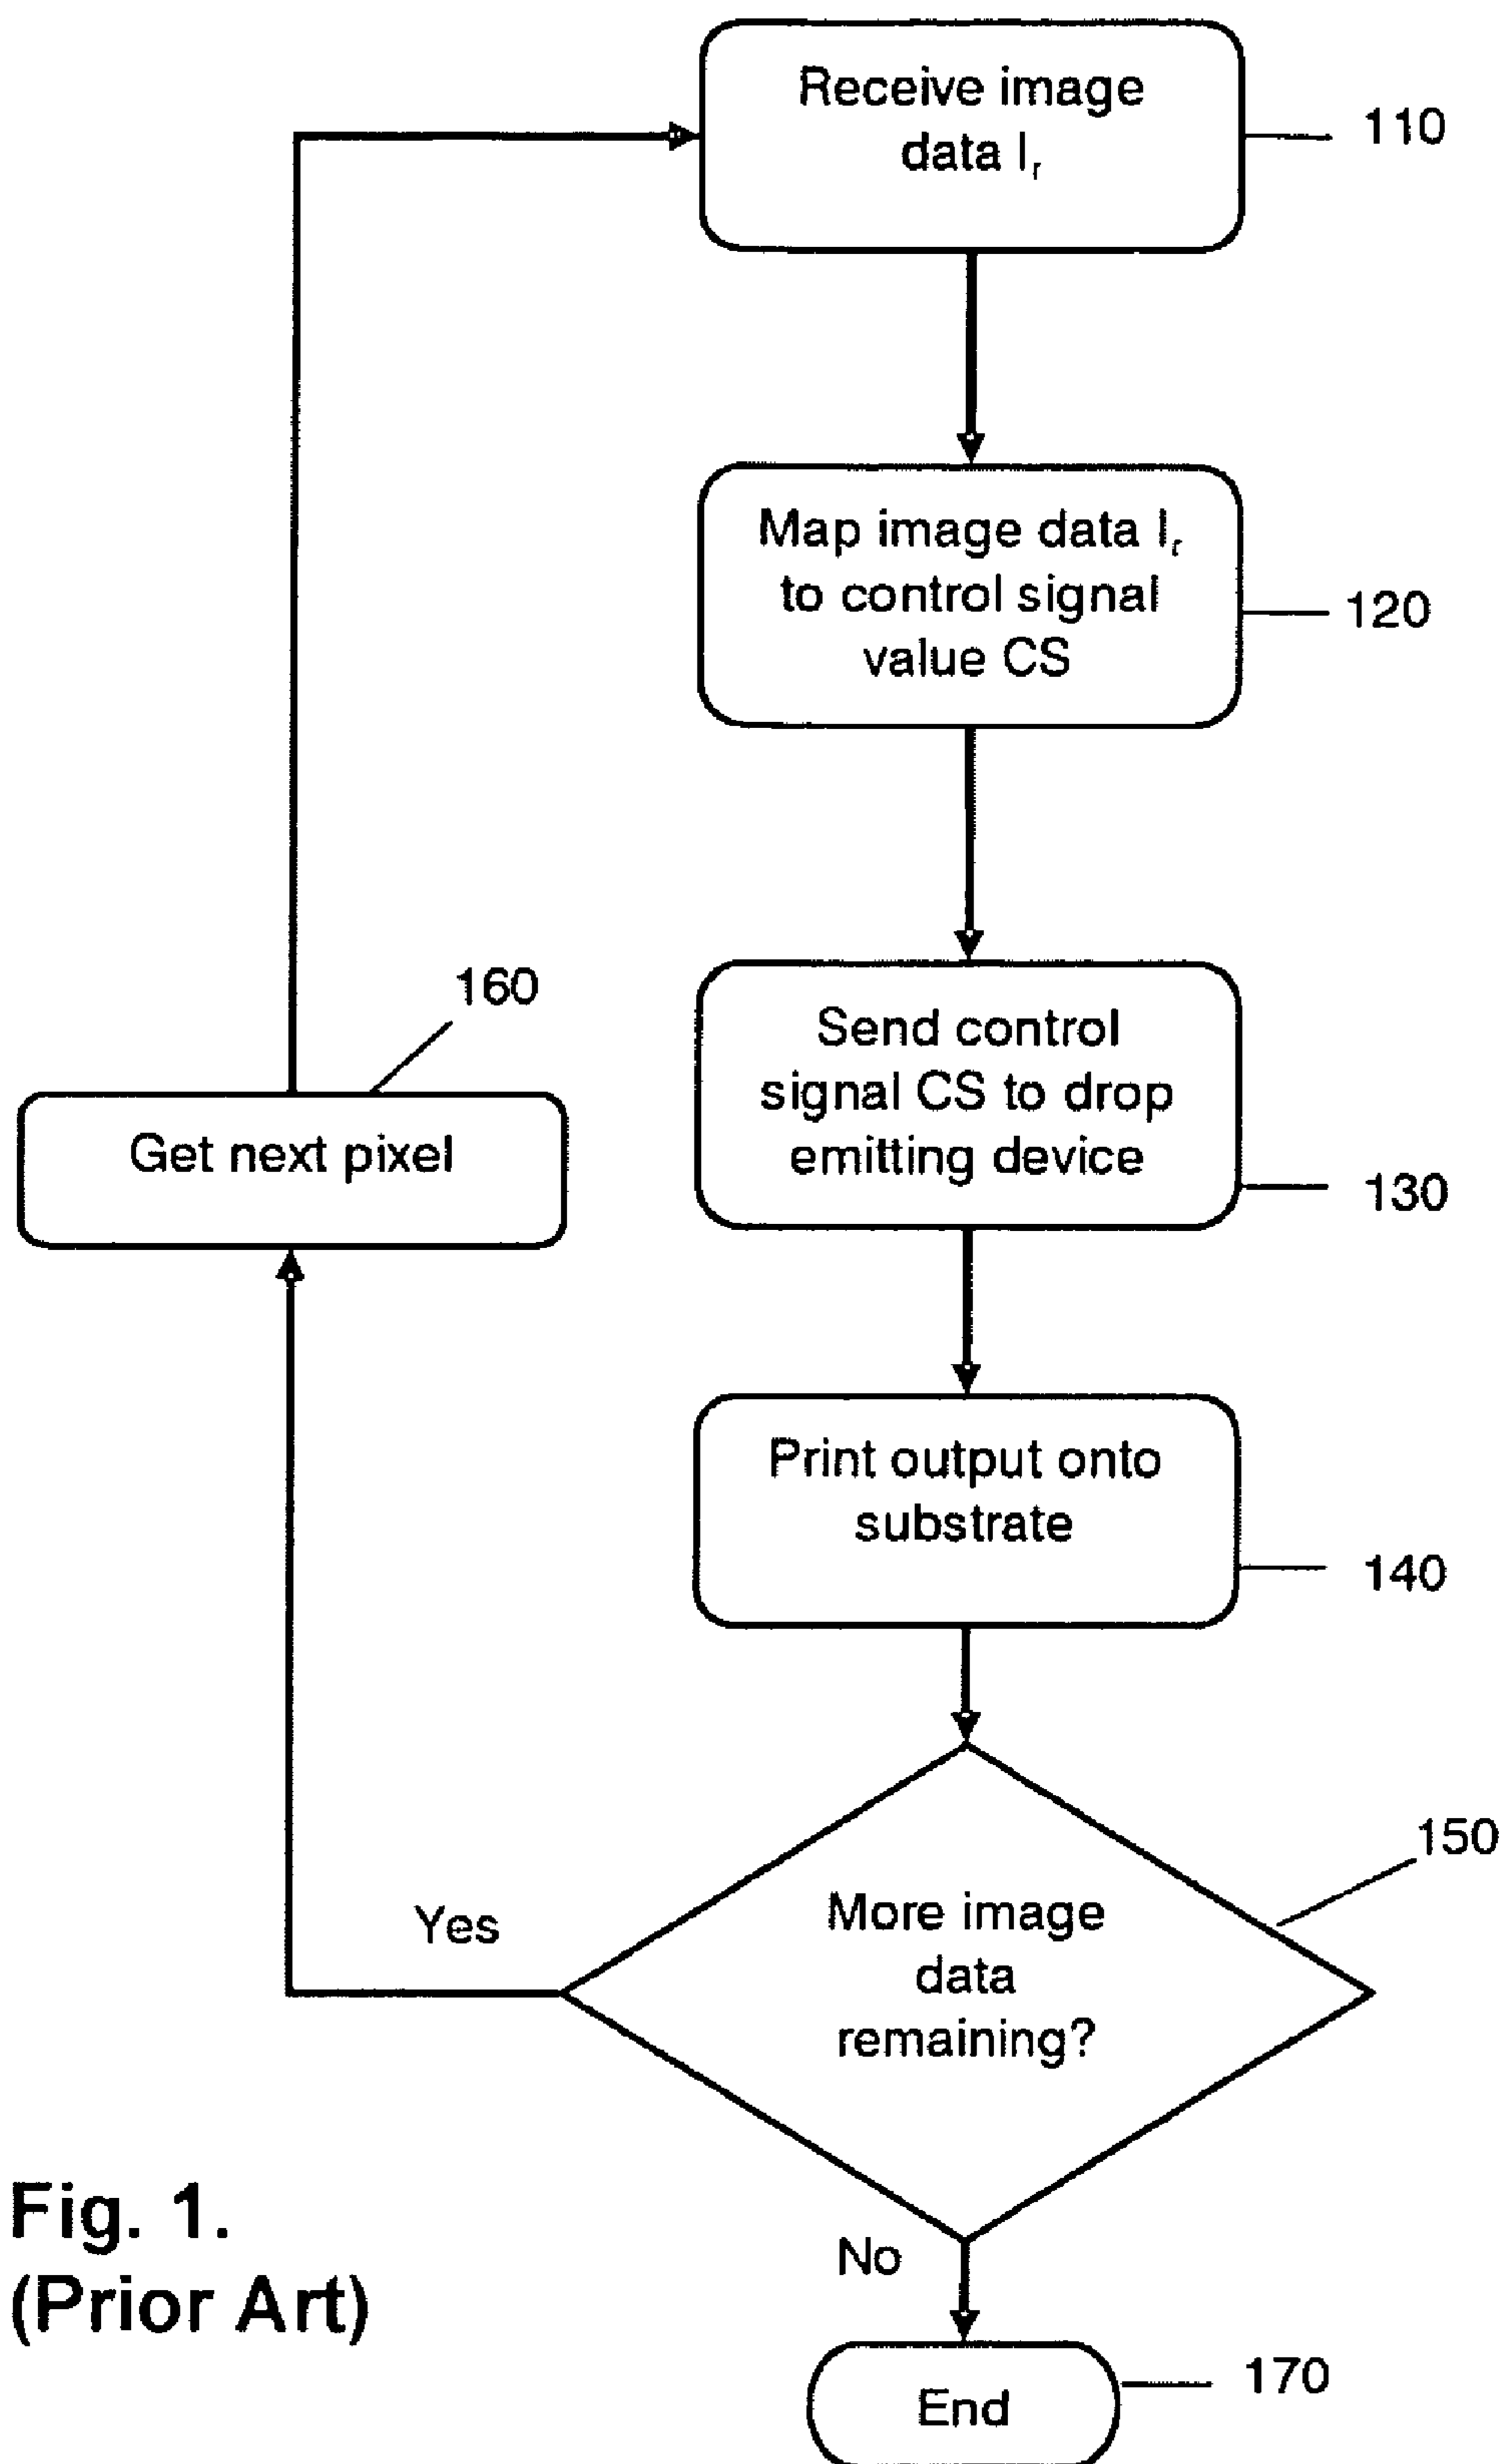 Receive image
data Ir
110
Map image data Ir
to control signal
value CS
120
160
Send control
signal CS to drop
emitting device
130
Get next pixel
Print output onto
substrate
140
150
More image
data
remaining?
Yes
No
Fig. 1.
(Prior Art)
End
170